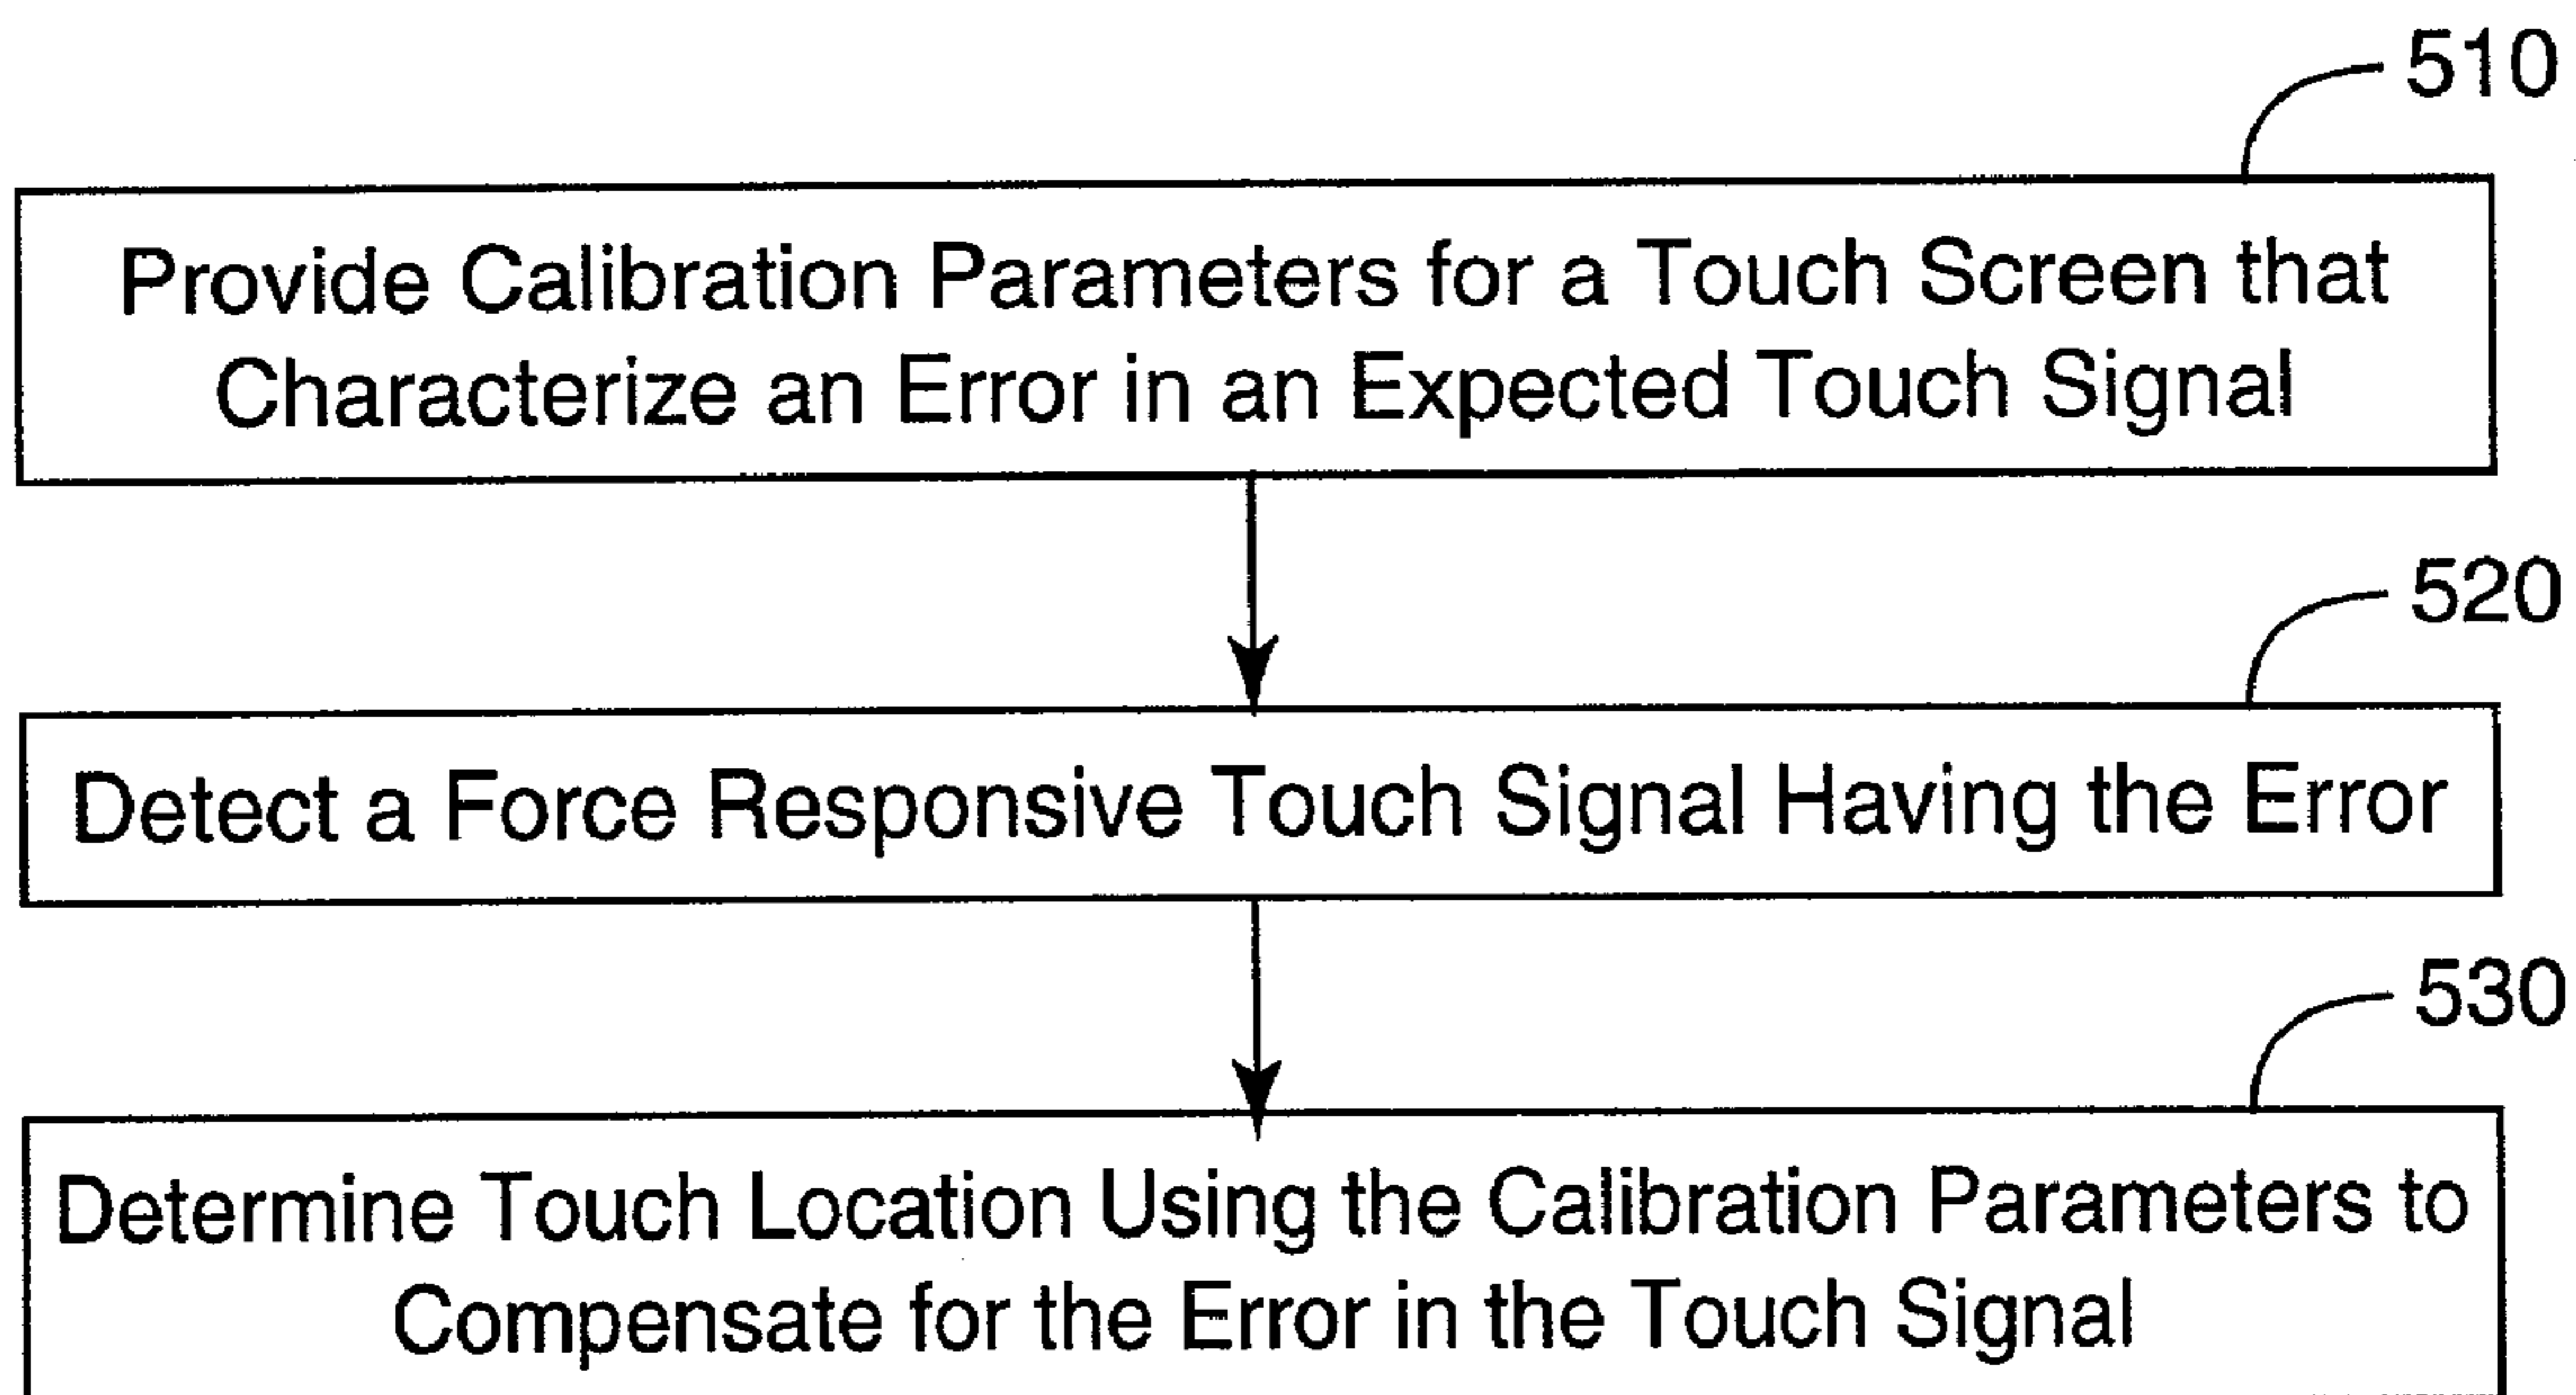 510
Provide Calibration Parameters for a Touch Screen that
Characterize an Error in an Expected Touch Signal
520
Detect a Force Responsive Touch Signal Having the Error
530
Determine Touch Location Using the Calibration Parameters to
Compensate for the Error in the Touch Signal